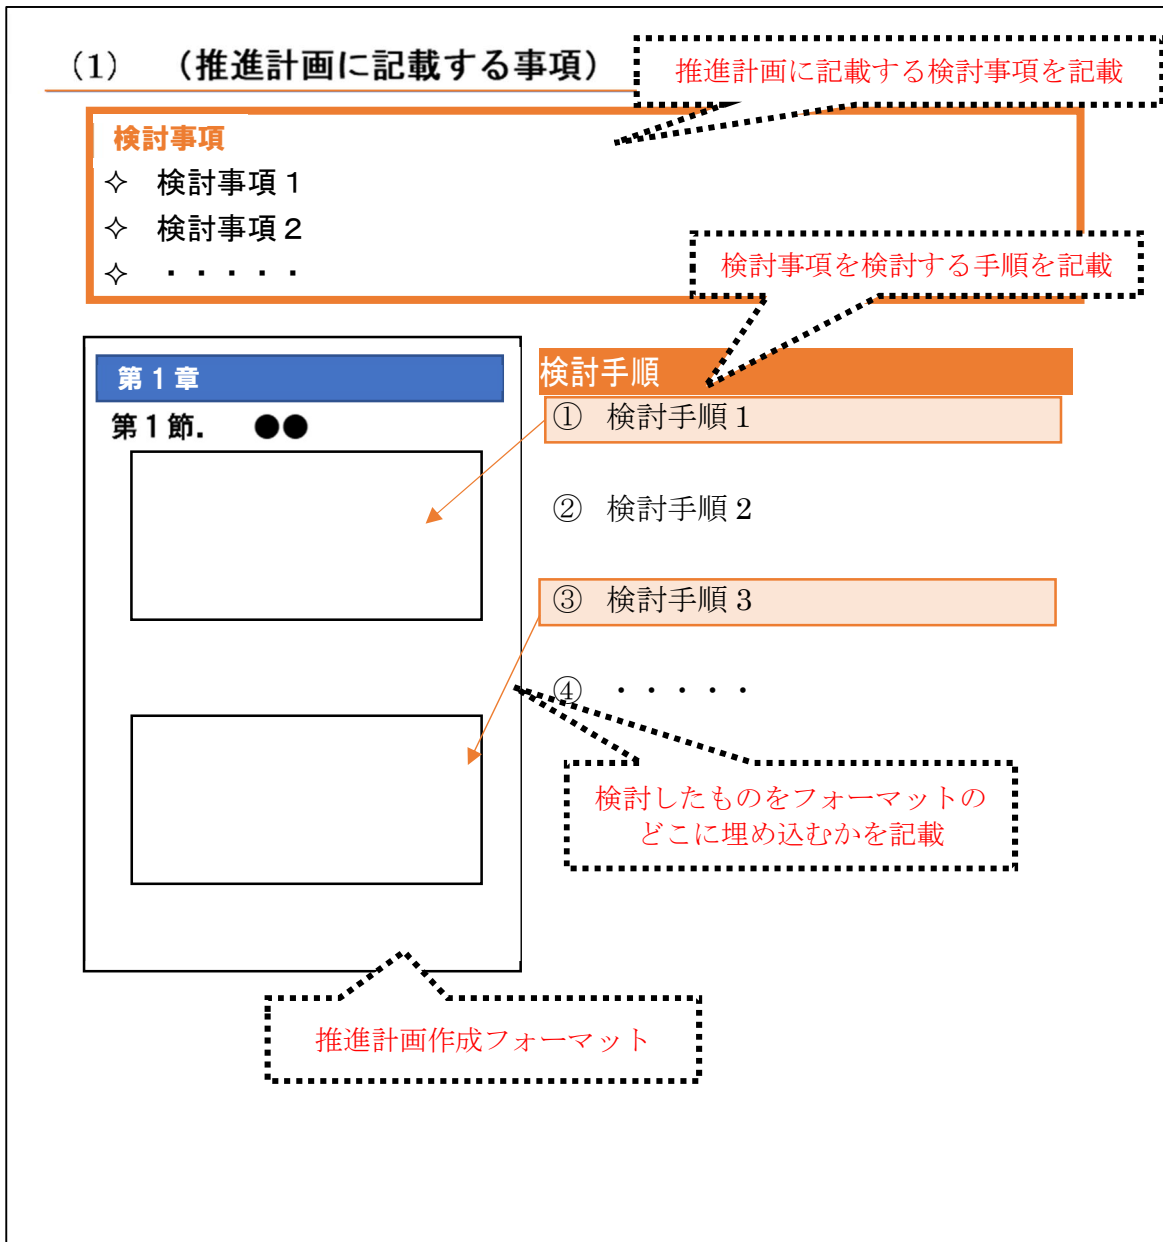 (1)　（推進計画に記載する事項）
推進計画に記載する検討事項を記載
検討事項
✧ 検討事項１
✧ 検討事項２
✧ ・・・・・
検討事項を検討する手順を記載
第１章
第１節．　●●
検討手順
① 検討手順１
② 検討手順２
③ 検討手順３
④ ・・・・・
検討したものをフォーマットの
どこに埋め込むかを記載
推進計画作成フォーマット